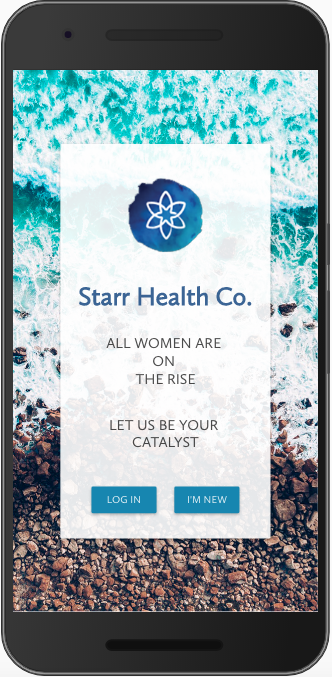 Starr Health Co.
ALL WOMEN ARE
ON
THE RISE
LET US BE YOUR
CATALYST
LOG IN
I'M NEW